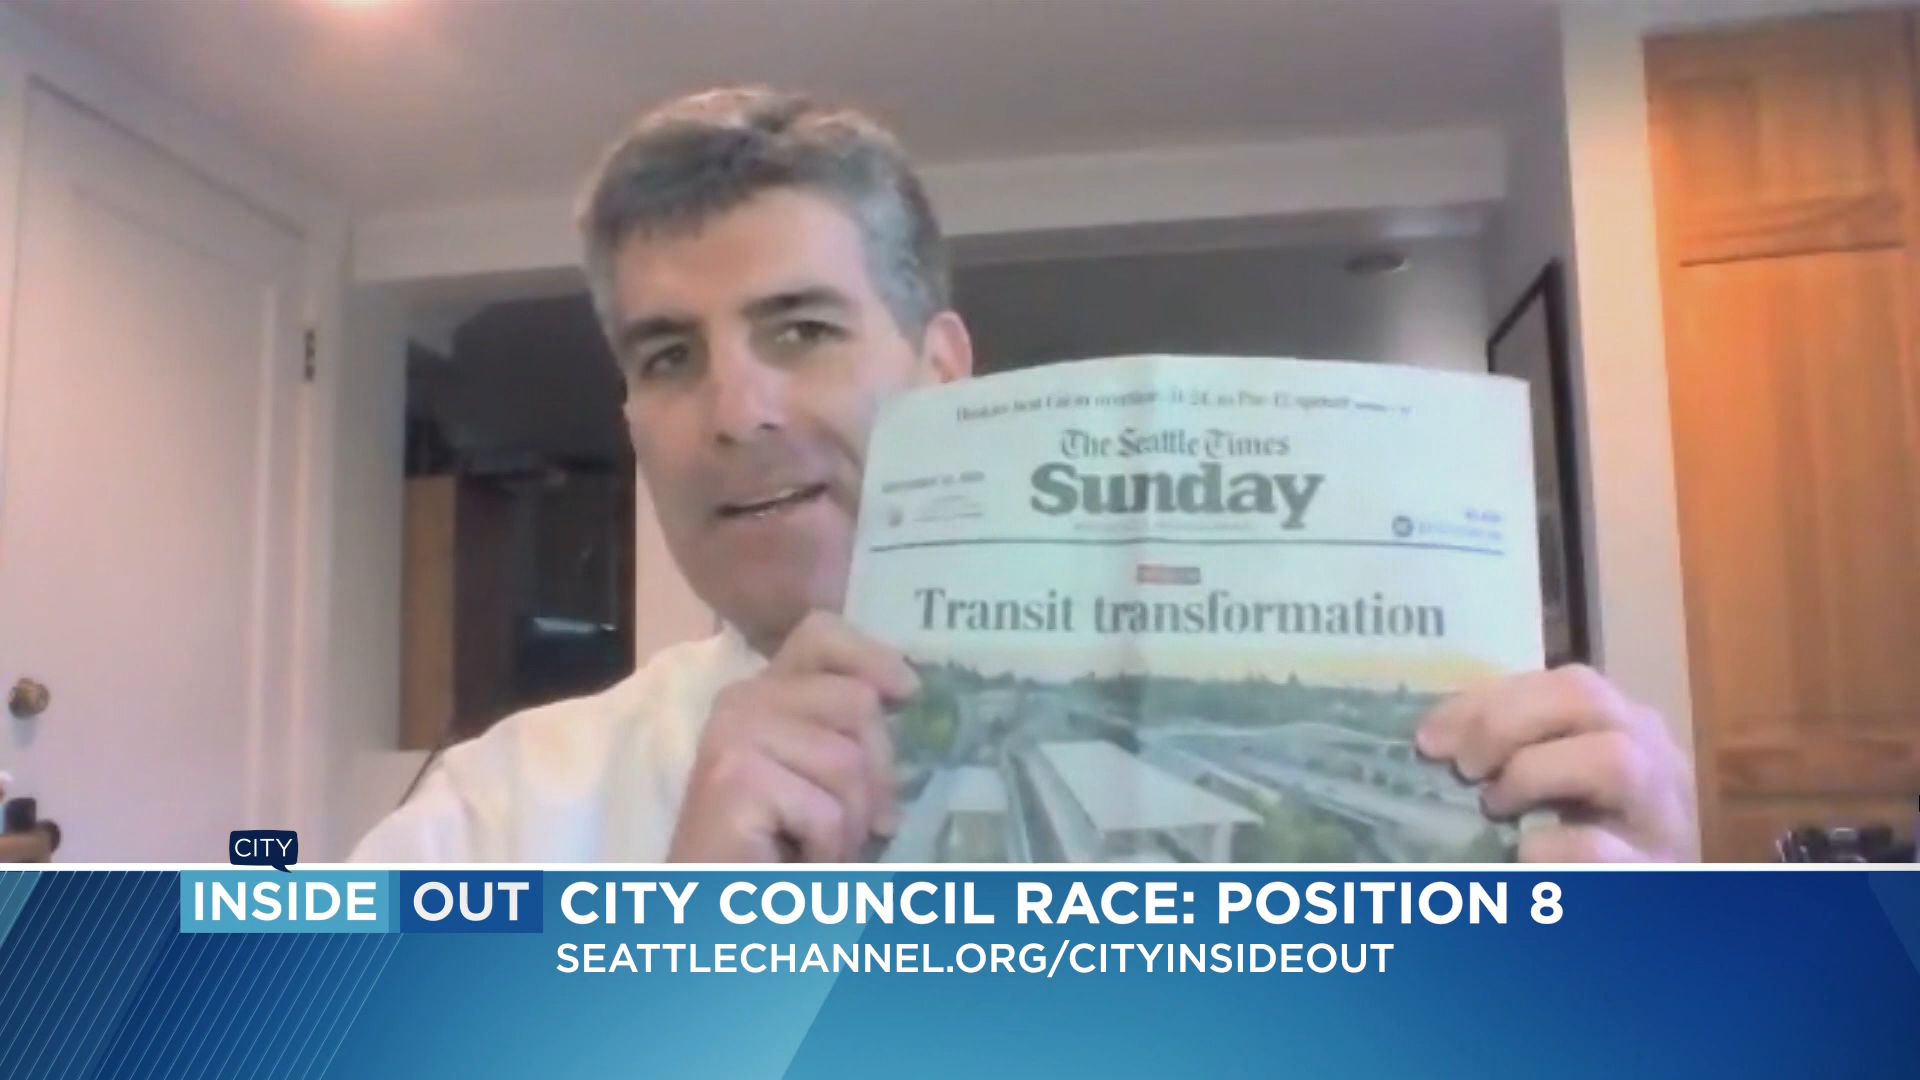 The Seattle Times
Sunday
Transit transformation
CITY
INSIDE OUT
CITY COUNCIL RACE: POSITION 8
SEATTLECHANNEL.ORG/CITYINSIDEOUT